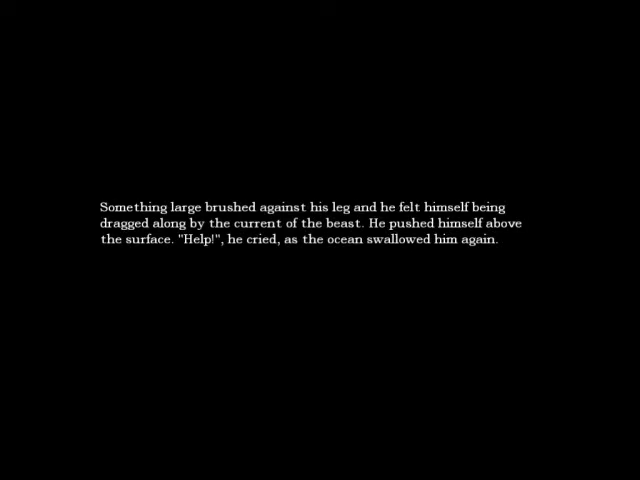 Something large brushed against his leg and he felt himself being
dragged along by the current of the beast. He pushed himself above
the surface. "Help!", he cried, as the ocean swallowed him again.